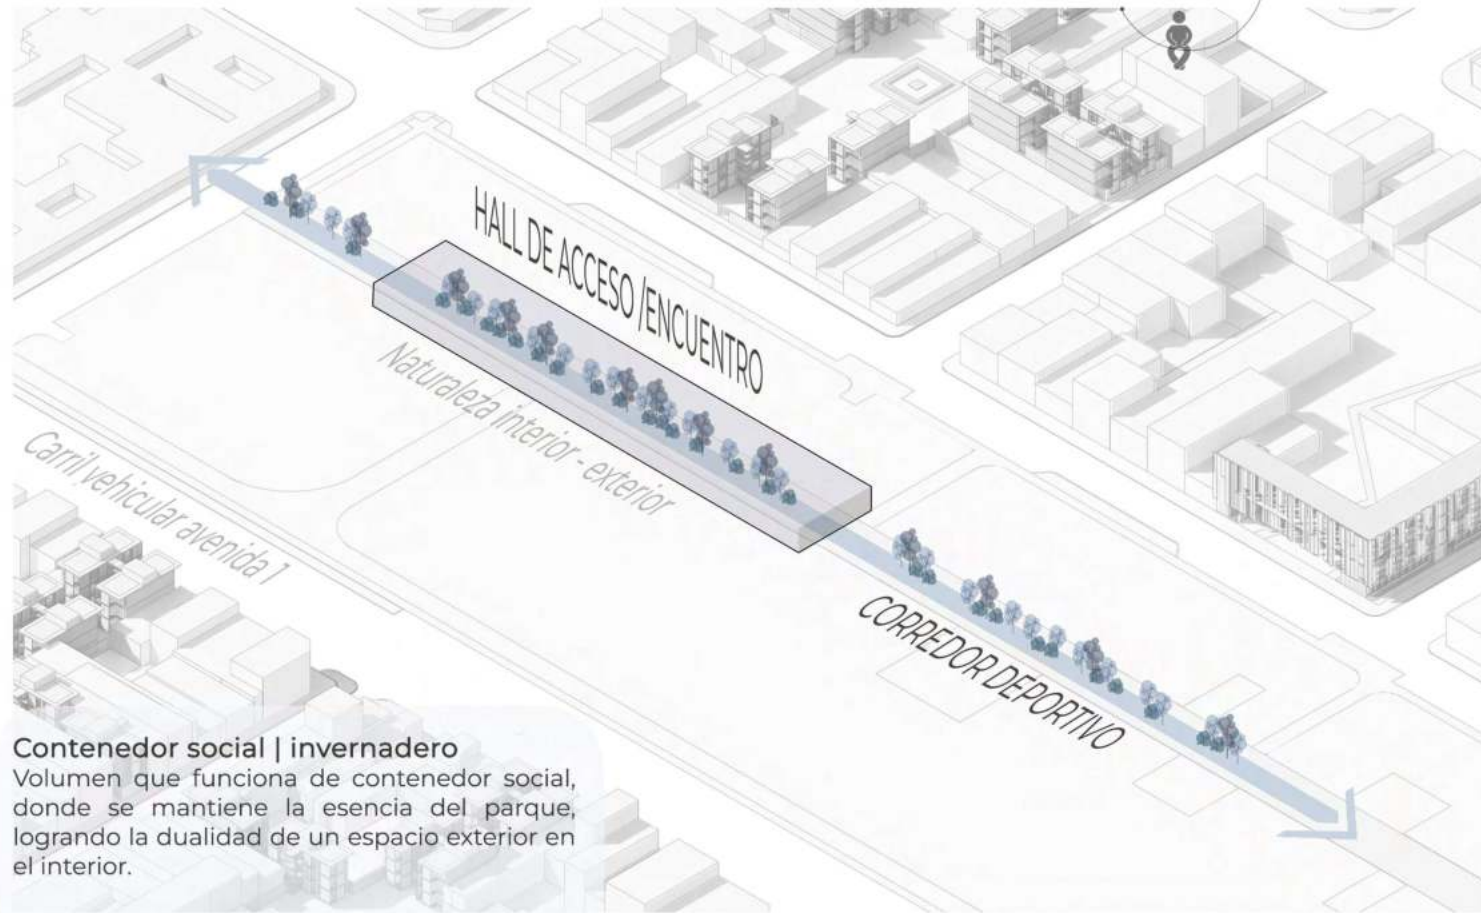 HALL DE ACCESO /ENCUENTRO
Naturaleza interior - exterior
Carril vehicular avenida 1
CORREDOR DEPORTIVO
Contenedor social | invernadero
Volumen que funciona de contenedor social,
donde se mantiene la esencia del parque,
logrando la dualidad de un espacio exterior en
el interior.